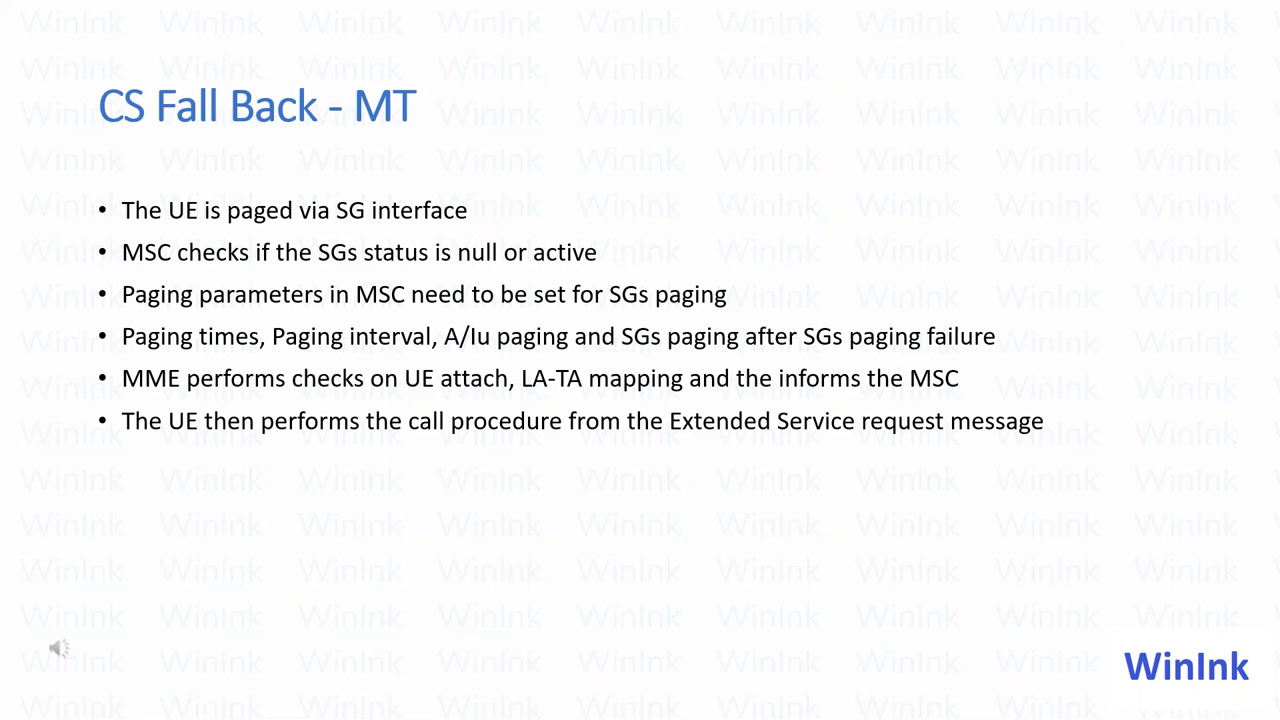 CS Fall Back - MT
• The UE is paged via SG interface
• MSC checks if the SGs status is null or active
• Paging parameters in MSC need to be set for SGs paging
• Paging times, Paging interval, A/Iu paging and SGs paging after SGs paging failure
• MME performs checks on UE attach, LA-TA mapping and the informs the MSC
• The UE then performs the call procedure from the Extended Service request message
WinInk